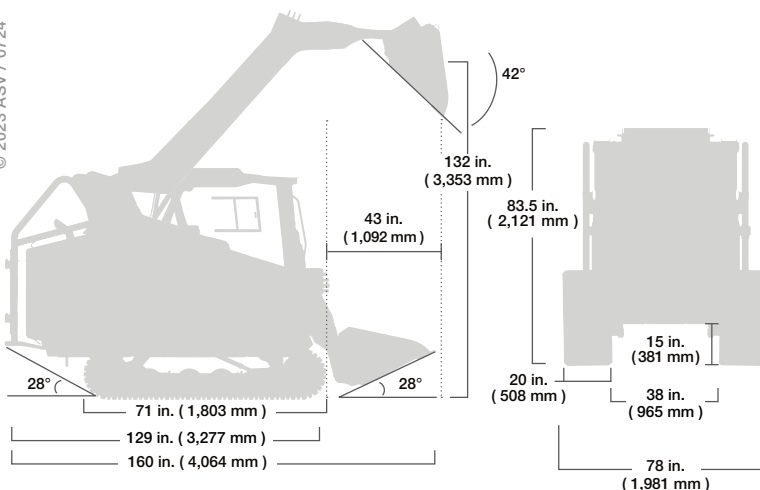 © 2023 ASV / 0724
42°
132 in.
( 3,353 mm )
43 in.
( 1,092 mm )
83.5 in.
( 2,121 mm )
15 in.
(381 mm)
28°
28°
20 in.
(508 mm )
38 in.
( 965 mm )
71 in. ( 1,803 mm )
129 in. ( 3,277 mm )
160 in. ( 4,064 mm )
78 in.
( 1,981 mm )